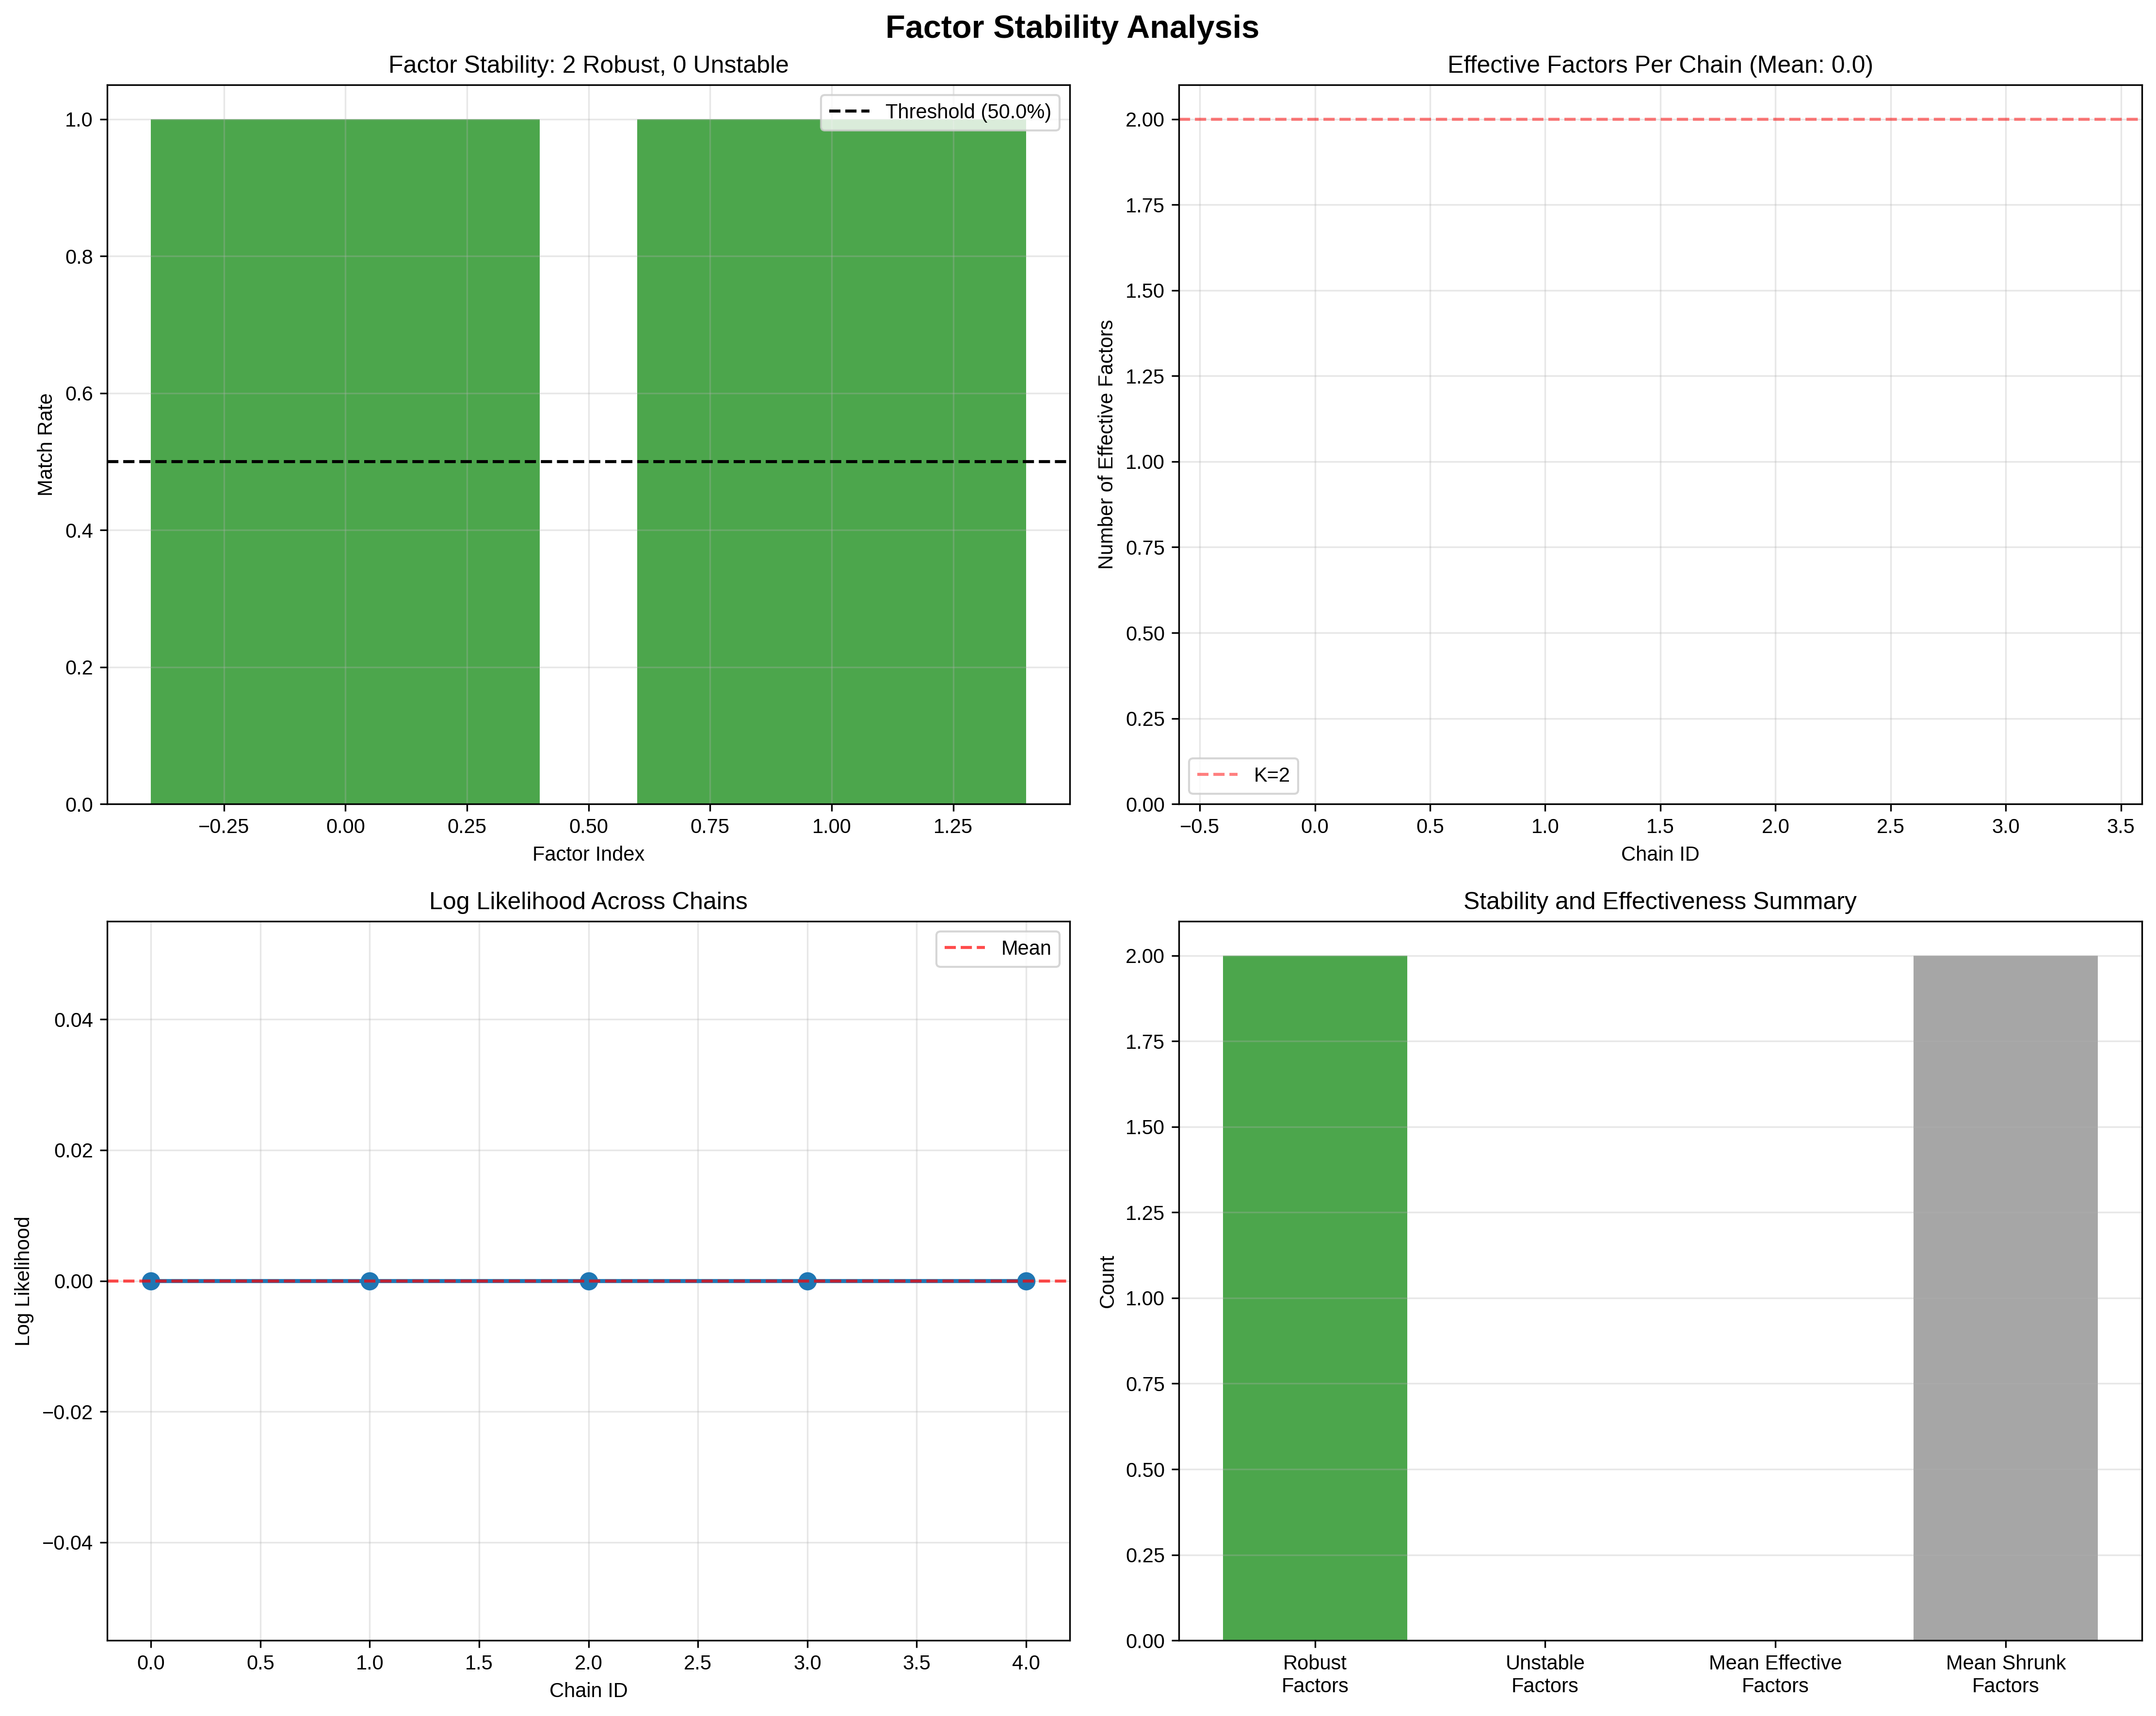 Factor Stability Analysis
Factor Stability: 2 Robust, 0 Unstable
Threshold (50.0%)
1.0
0.8
0.6
0.4
0.2
0.0
Match Rate
−0.25 0.00 0.25 0.50 0.75 1.00 1.25
Factor Index
Effective Factors Per Chain (Mean: 0.0)
2.00
1.75
1.50
1.25
1.00
0.75
0.50
0.25
0.00
Number of Effective Factors
K=2
−0.5 0.0 0.5 1.0 1.5 2.0 2.5 3.0 3.5
Chain ID
Log Likelihood Across Chains
Mean
0.04
0.02
0.00
−0.02
−0.04
Log Likelihood
0.0 0.5 1.0 1.5 2.0 2.5 3.0 3.5 4.0
Chain ID
Stability and Effectiveness Summary
2.00
1.75
1.50
1.25
1.00
0.75
0.50
0.25
0.00
Count
Robust
Factors
Unstable
Factors
Mean Effective
Factors
Mean Shrunk
Factors